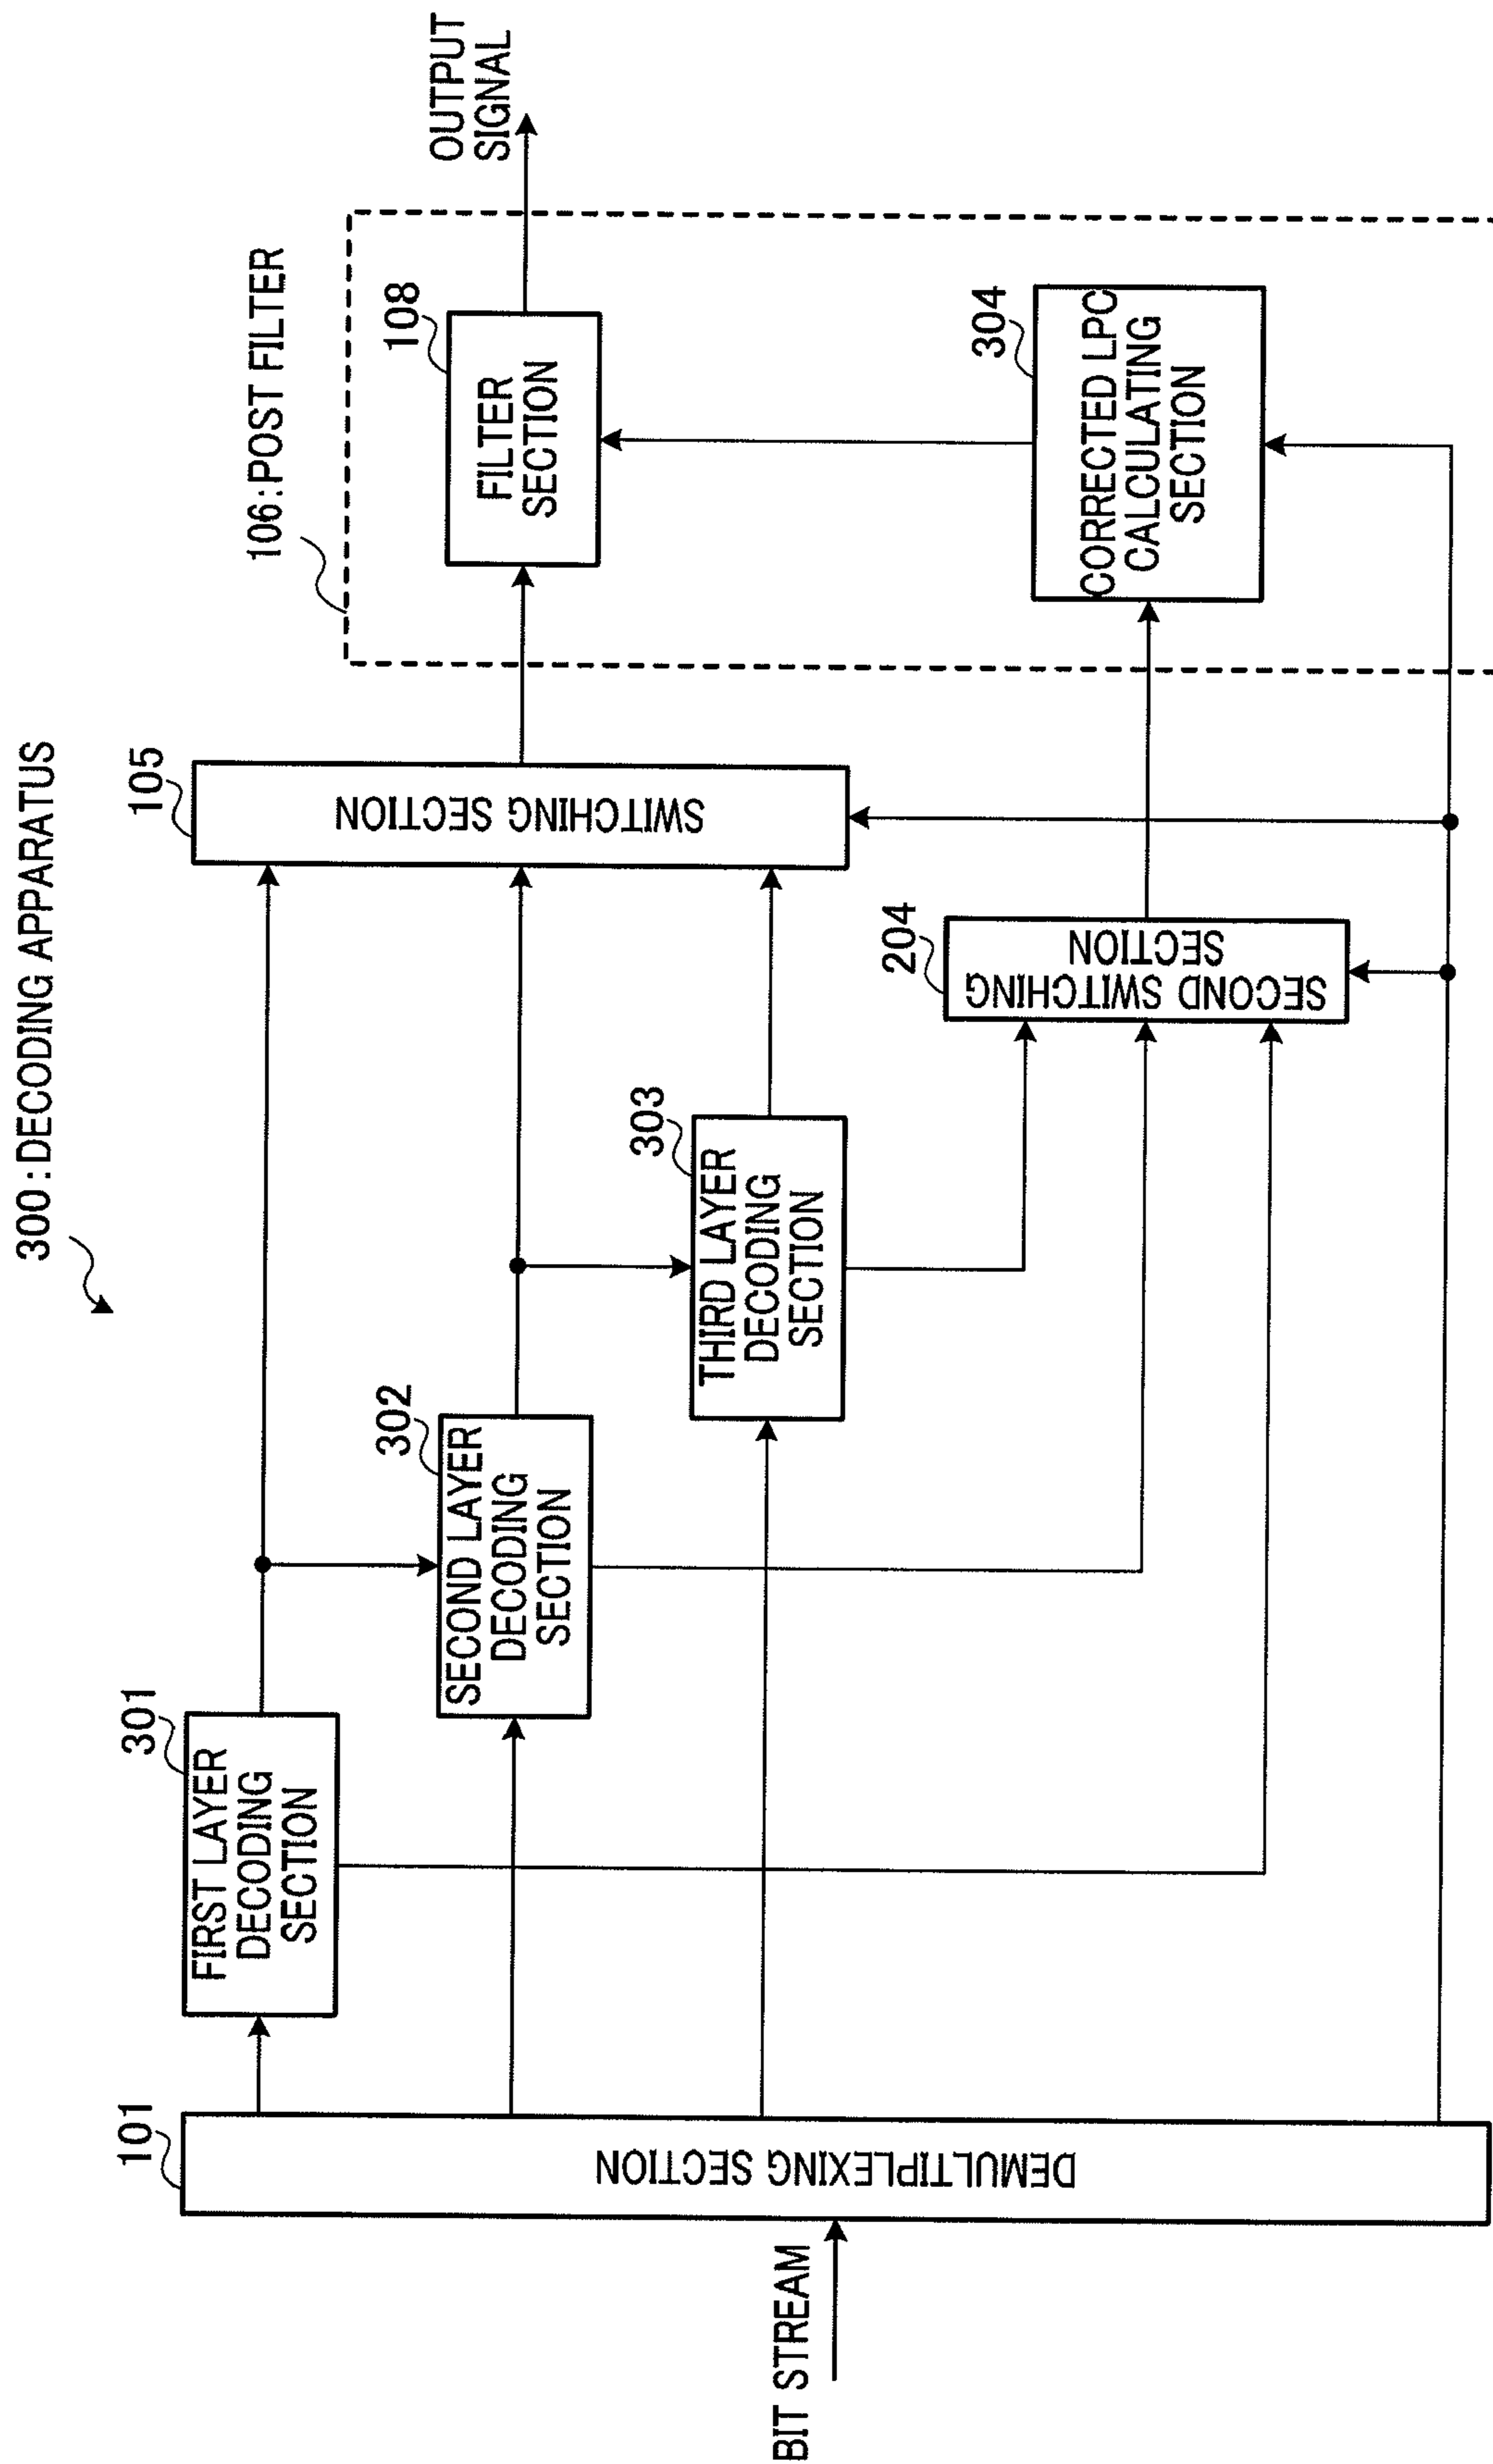 300:DECODING APPARATUS
BIT STREAM
101
DEMULTIPLEXING SECTION
301
FIRST LAYER
DECODING
SECTION
302
SECOND LAYER
DECODING
SECTION
303
THIRD LAYER
DECODING
SECTION
105
SWITCHING SECTION
204
SECOND SWITCHING
SECTION
106:POST FILTER
108
FILTER
SECTION
304
CORRECTED LPC
CALCULATING
SECTION
OUTPUT
SIGNAL